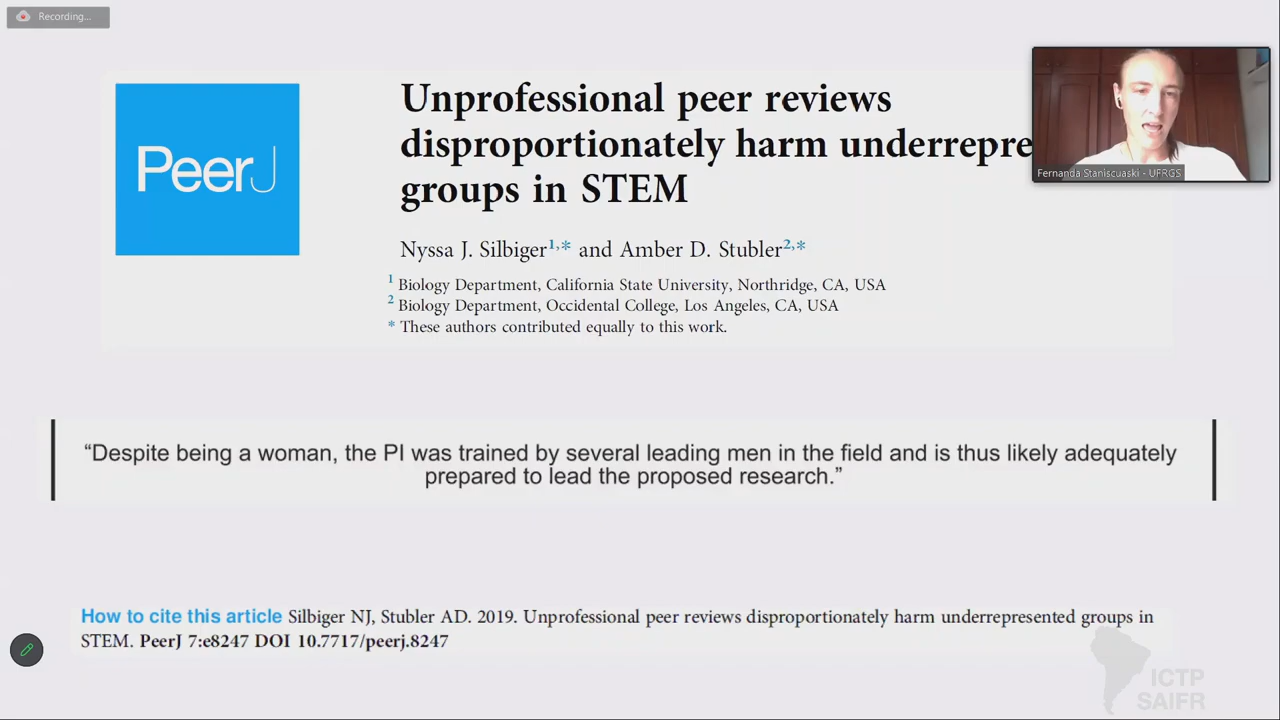 Recording...
PeerJ
Unprofessional peer reviews
disproportionately harm underrepre
groups in STEM
Fernanda Staniscuaski - UFRGS
Nyssa J. Silbiger1,* and Amber D. Stubler2,*
1 Biology Department, California State University, Northridge, CA, USA
2 Biology Department, Occidental College, Los Angeles, CA, USA
* These authors contributed equally to this work.
“Despite being a woman, the PI was trained by several leading men in the field and is thus likely adequately
prepared to lead the proposed research.”
How to cite this article Silbiger NJ, Stubler AD. 2019. Unprofessional peer reviews disproportionately harm underrepresented groups in
STEM. PeerJ 7:e8247 DOI 10.7717/peerj.8247
ICTP
SAIFR